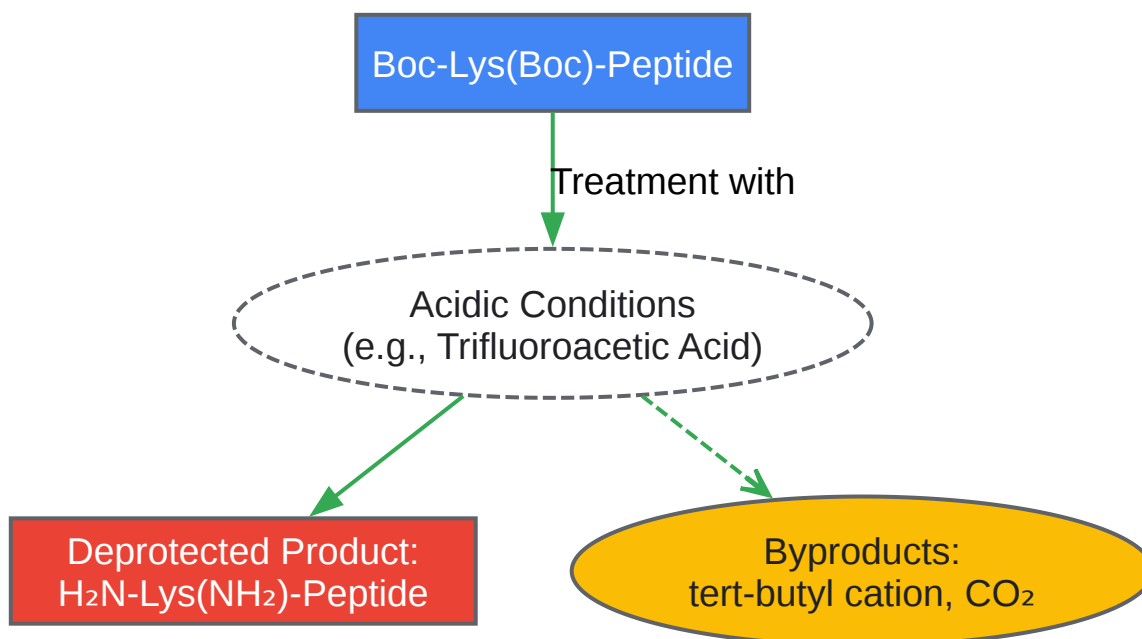 Boc-Lys(Boc)-Peptide
Treatment with
Acidic Conditions
(e.g., Trifluoroacetic Acid)
Deprotected Product:
H₂N-Lys(NH₂)-Peptide
Byproducts:
tert-butyl cation, CO₂